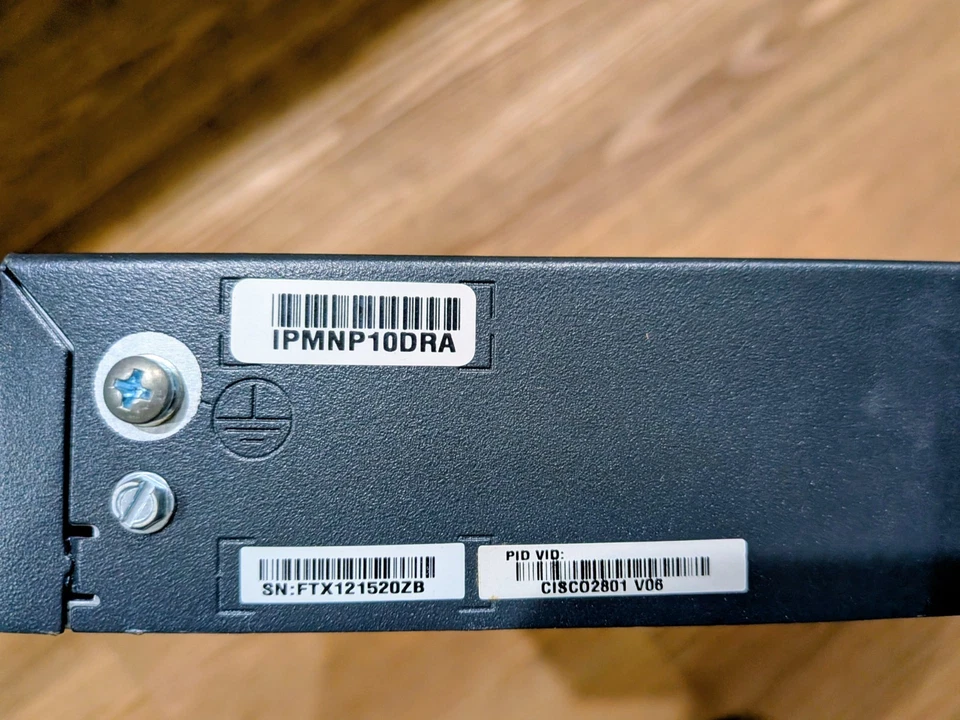 IPMNP10DRA
SN:FTX121520ZB
PID VID:
CISCO2801 V06